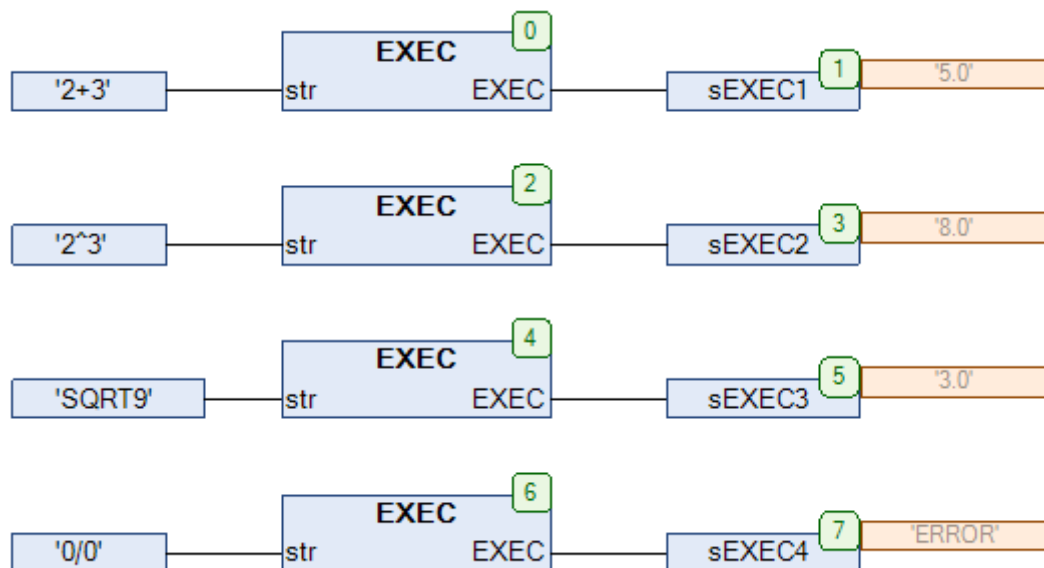 0
EXEC
1
'5.0'
'2+3' str EXEC sEXEC1
2
EXEC
3
'8.0'
'2^3' str EXEC sEXEC2
4
EXEC
5
'3.0'
'SQRT9' str EXEC sEXEC3
6
EXEC
7
'ERROR'
'0/0' str EXEC sEXEC4